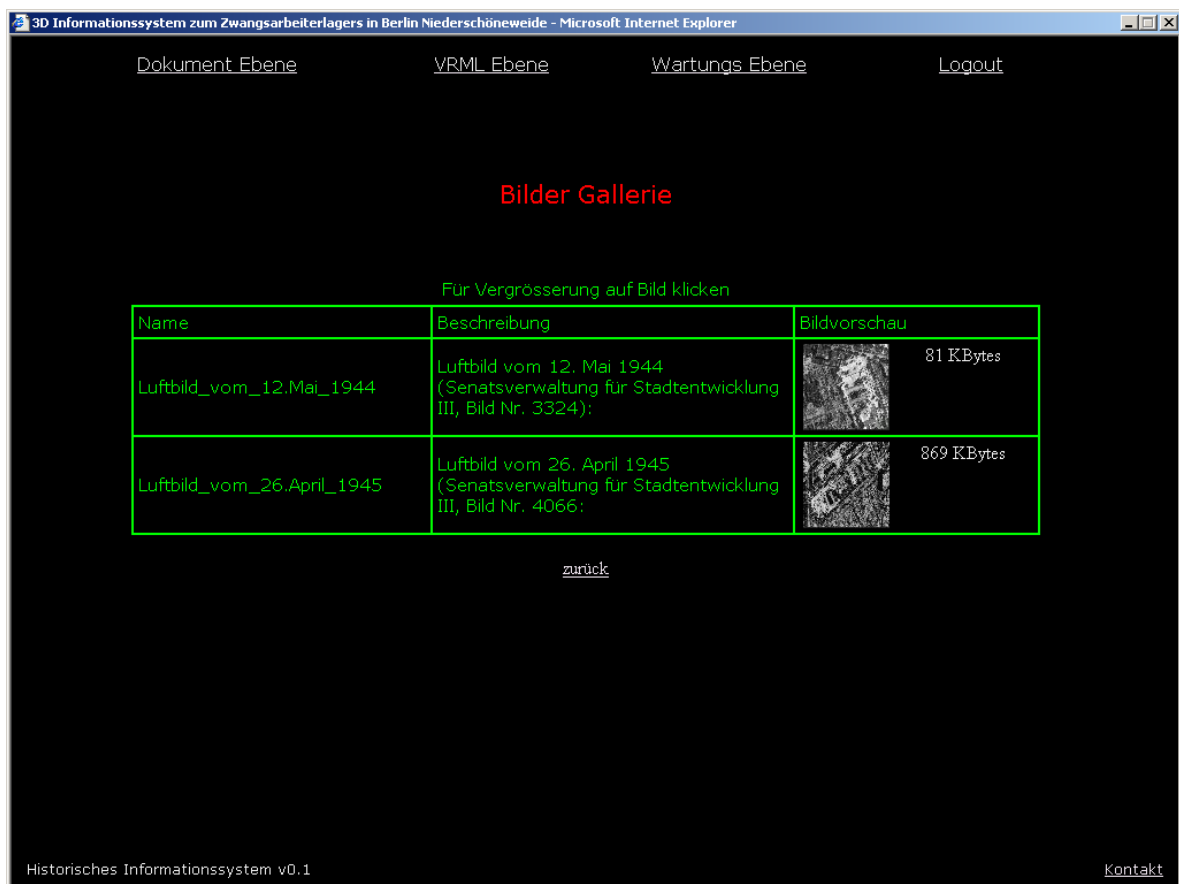 3D Informationssystem zum Zwangsarbeiterlagers in Berlin Niederschöneweide - Microsoft Internet Explorer
Dokument Ebene VRML Ebene Wartungs Ebene Logout
Bilder Gallerie
Für Vergrösserung auf Bild klicken
Name Beschreibung Bildvorschau
Luftbild_vom_12.Mai_1944
Luftbild vom 12. Mai 1944
(Senatsverwaltung für Stadtentwicklung
III, Bild Nr. 3324):
81 KBytes
Luftbild_vom_26.April_1945
Luftbild vom 26. April 1945
(Senatsverwaltung für Stadtentwicklung
III, Bild Nr. 4066:
869 KBytes
zurück
Historisches Informationssystem v0.1 Kontakt